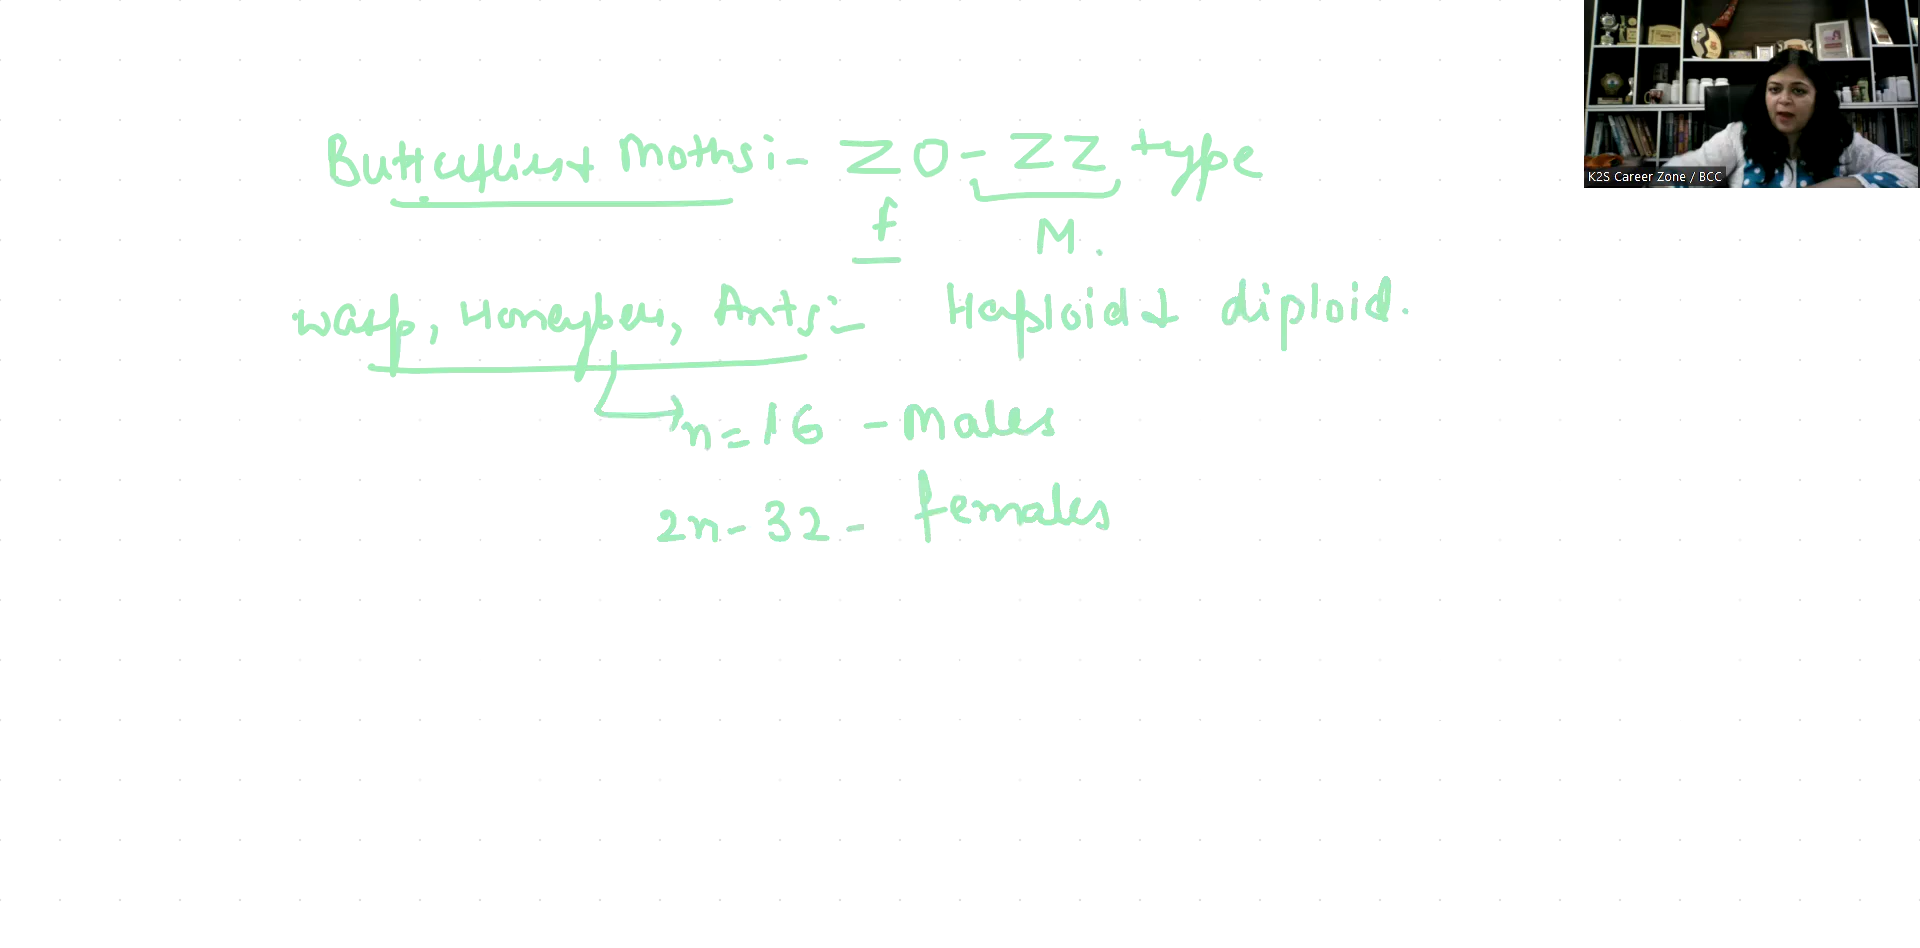 Butterflies & Moths :- ZO - ZZ type
f M.
Wasp, Honeybee, Ants :- Haploid & diploid.
n = 16 - Males
2n - 32 - females
K2S Career Zone / BCC